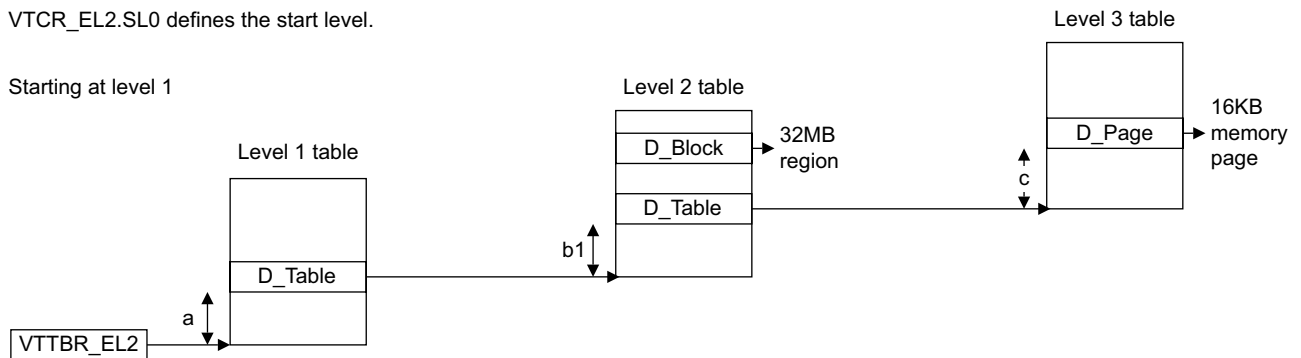 VTCR_EL2.SL0 defines the start level.
Level 3 table
Starting at level 1
Level 2 table
16KB
memory
page
D_Page
32MB
region
D_Block
Level 1 table
c
D_Table
b1
D_Table
a
VTTBR_EL2